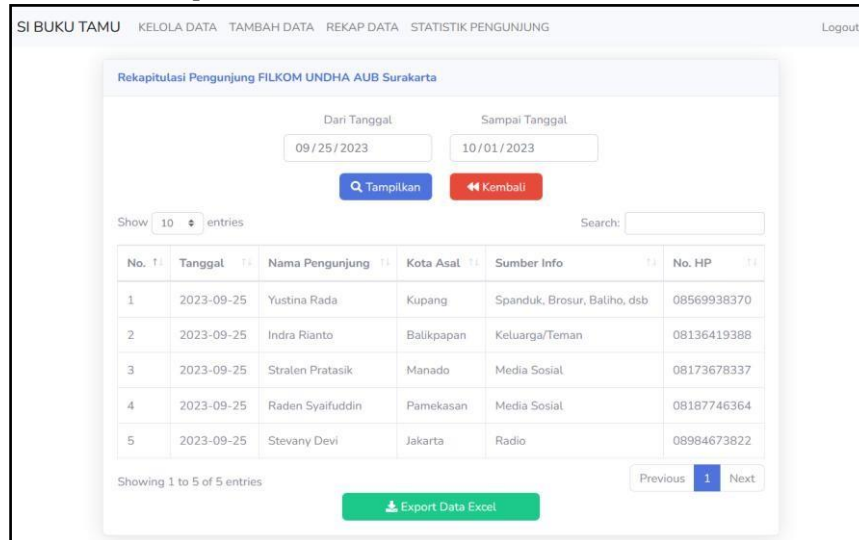 SI BUKU TAMU KELOLA DATA TAMBAH DATA REKAP DATA STATISTIK PENGUNJUNG Logout
Rekapitulasi Pengunjung FILKOM UNDHA AUB Surakarta
Dari Tanggal Sampai Tanggal
09/25/2023 10/01/2023
Tampilkan Kembali
Show 10 entries Search:
No. Tanggal Nama Pengunjung Kota Asal Sumber Info No. HP
1 2023-09-25 Yustina Rada Kupang Spanduk, Brosur, Baliho, dsb 08569938370
2 2023-09-25 Indra Rianto Balikpapan Keluarga/Teman 08136419388
3 2023-09-25 Stralen Pratasik Manado Media Sosial 08173678337
4 2023-09-25 Raden Syaifuddin Pamekasan Media Sosial 08187746364
5 2023-09-25 Stevany Devi Jakarta Radio 08984673822
Showing 1 to 5 of 5 entries Previous 1 Next
Export Data Excel